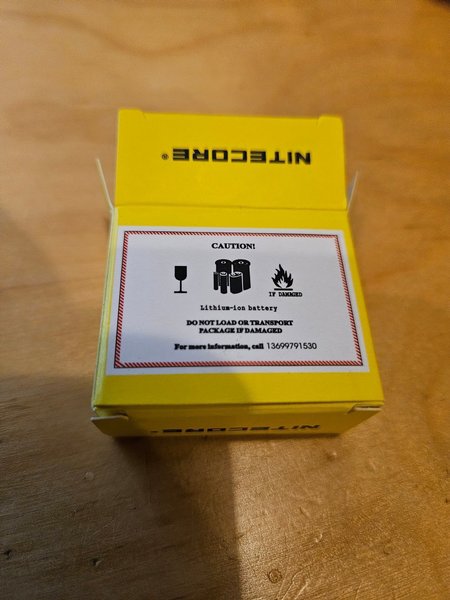 NITECORE®
CAUTION!
IF DAMAGED
Lithium-ion battery
DO NOT LOAD OR TRANSPORT
PACKAGE IF DAMAGED
For more information, call 13699791530
NITECORE®